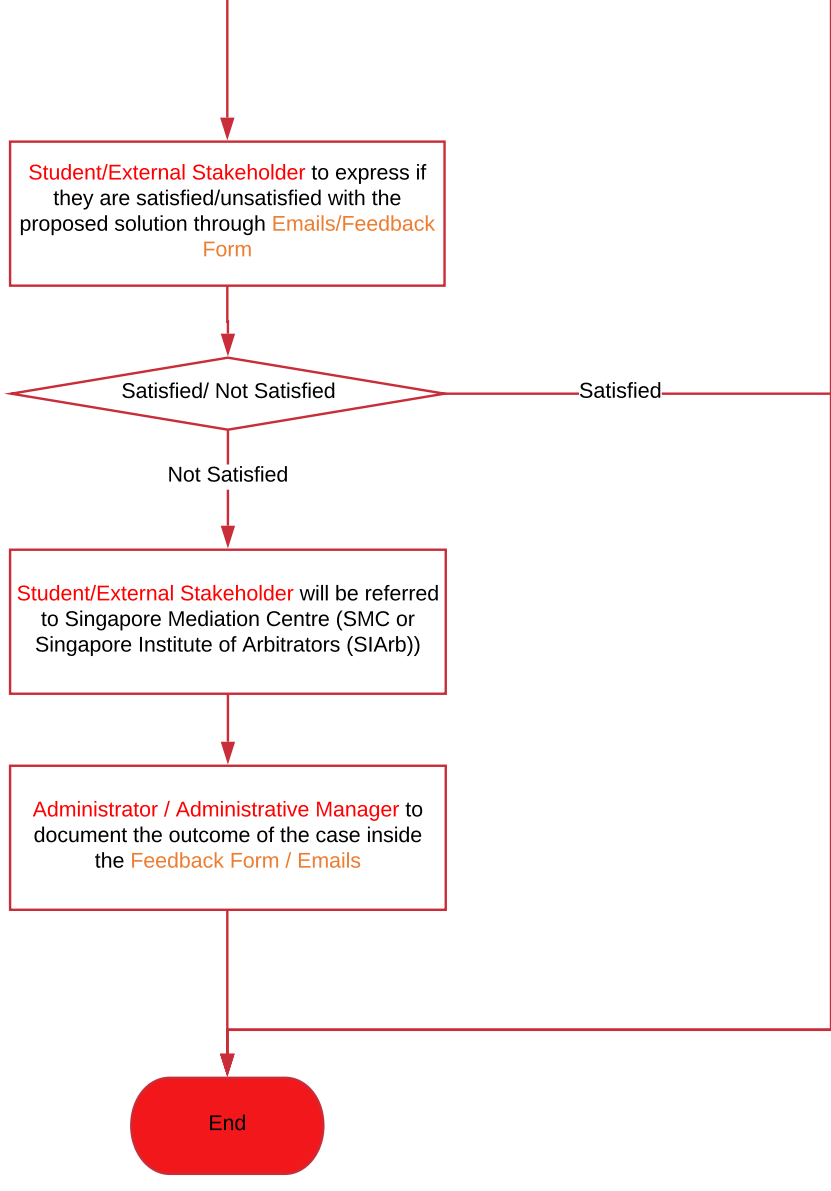 Student/External Stakeholder to express if
they are satisfied/unsatisfied with the
proposed solution through Emails/Feedback
Form
Satisfied/ Not Satisfied
Satisfied
Not Satisfied
Student/External Stakeholder will be referred
to Singapore Mediation Centre (SMC or
Singapore Institute of Arbitrators (SIArb))
Administrator / Administrative Manager to
document the outcome of the case inside
the Feedback Form / Emails
End